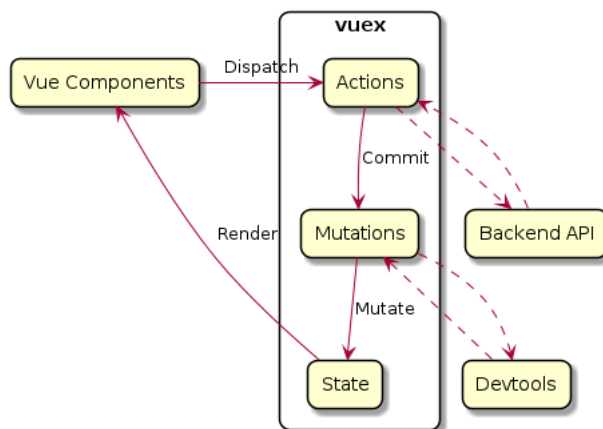 vuex
Vue Components
Dispatch
Actions
Commit
Render
Mutations
Backend API
Mutate
State
Devtools